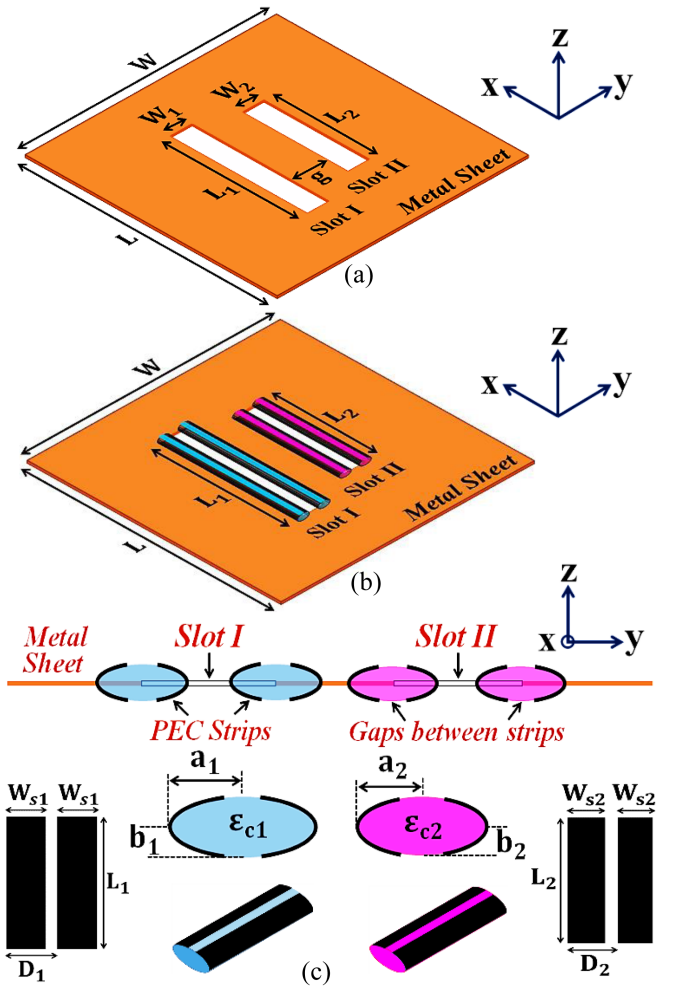 W
z
x
y
W₁
W₂
L₂
L₁
g
Slot II
Slot I
Metal Sheet
L
(a)
W
z
x
y
L₂
L₁
Slot II
Slot I
Metal Sheet
L
(b)
z
x
y
Metal
Sheet
Slot I
Slot II
PEC Strips
Gaps between strips
a₁
a₂
Wₛ₁
Wₛ₁
Wₛ₂
Wₛ₂
ε_c1
ε_c2
b₁
b₂
L₁
L₂
D₁
D₂
(c)